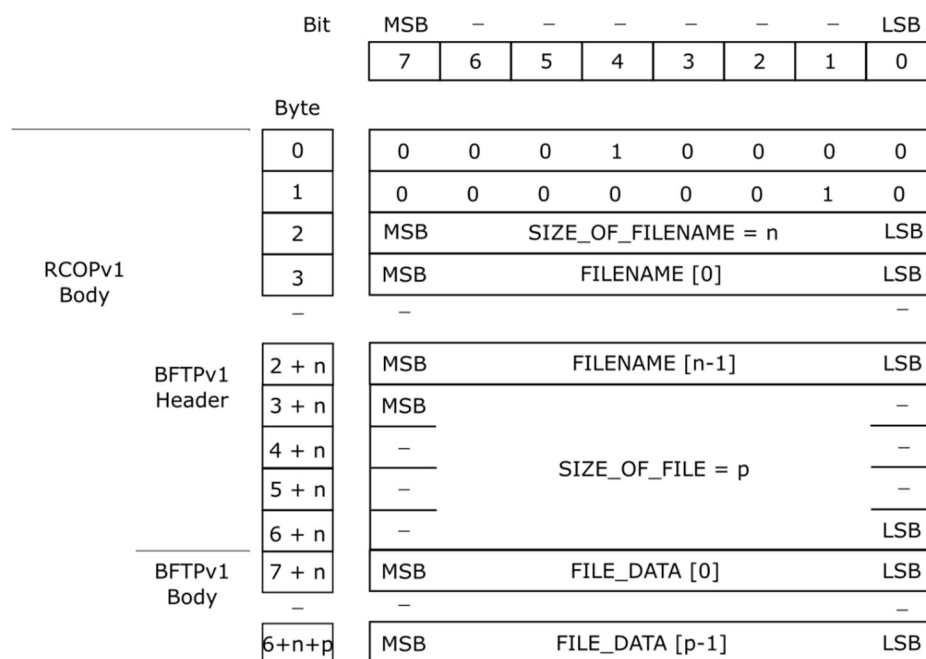 Bit MSB – – – – – – LSB
7 6 5 4 3 2 1 0
Byte
0 0 0 0 1 0 0 0 0
1 0 0 0 0 0 0 1 0
2 MSB SIZE_OF_FILENAME = n LSB
RCOPv1
Body
3 MSB FILENAME [0] LSB
– – –
BFTPv1
Header
2 + n MSB FILENAME [n-1] LSB
3 + n MSB –
4 + n – –
SIZE_OF_FILE = p
5 + n – –
6 + n – LSB
BFTPv1
Body
7 + n MSB FILE_DATA [0] LSB
– – –
6+n+p MSB FILE_DATA [p-1] LSB